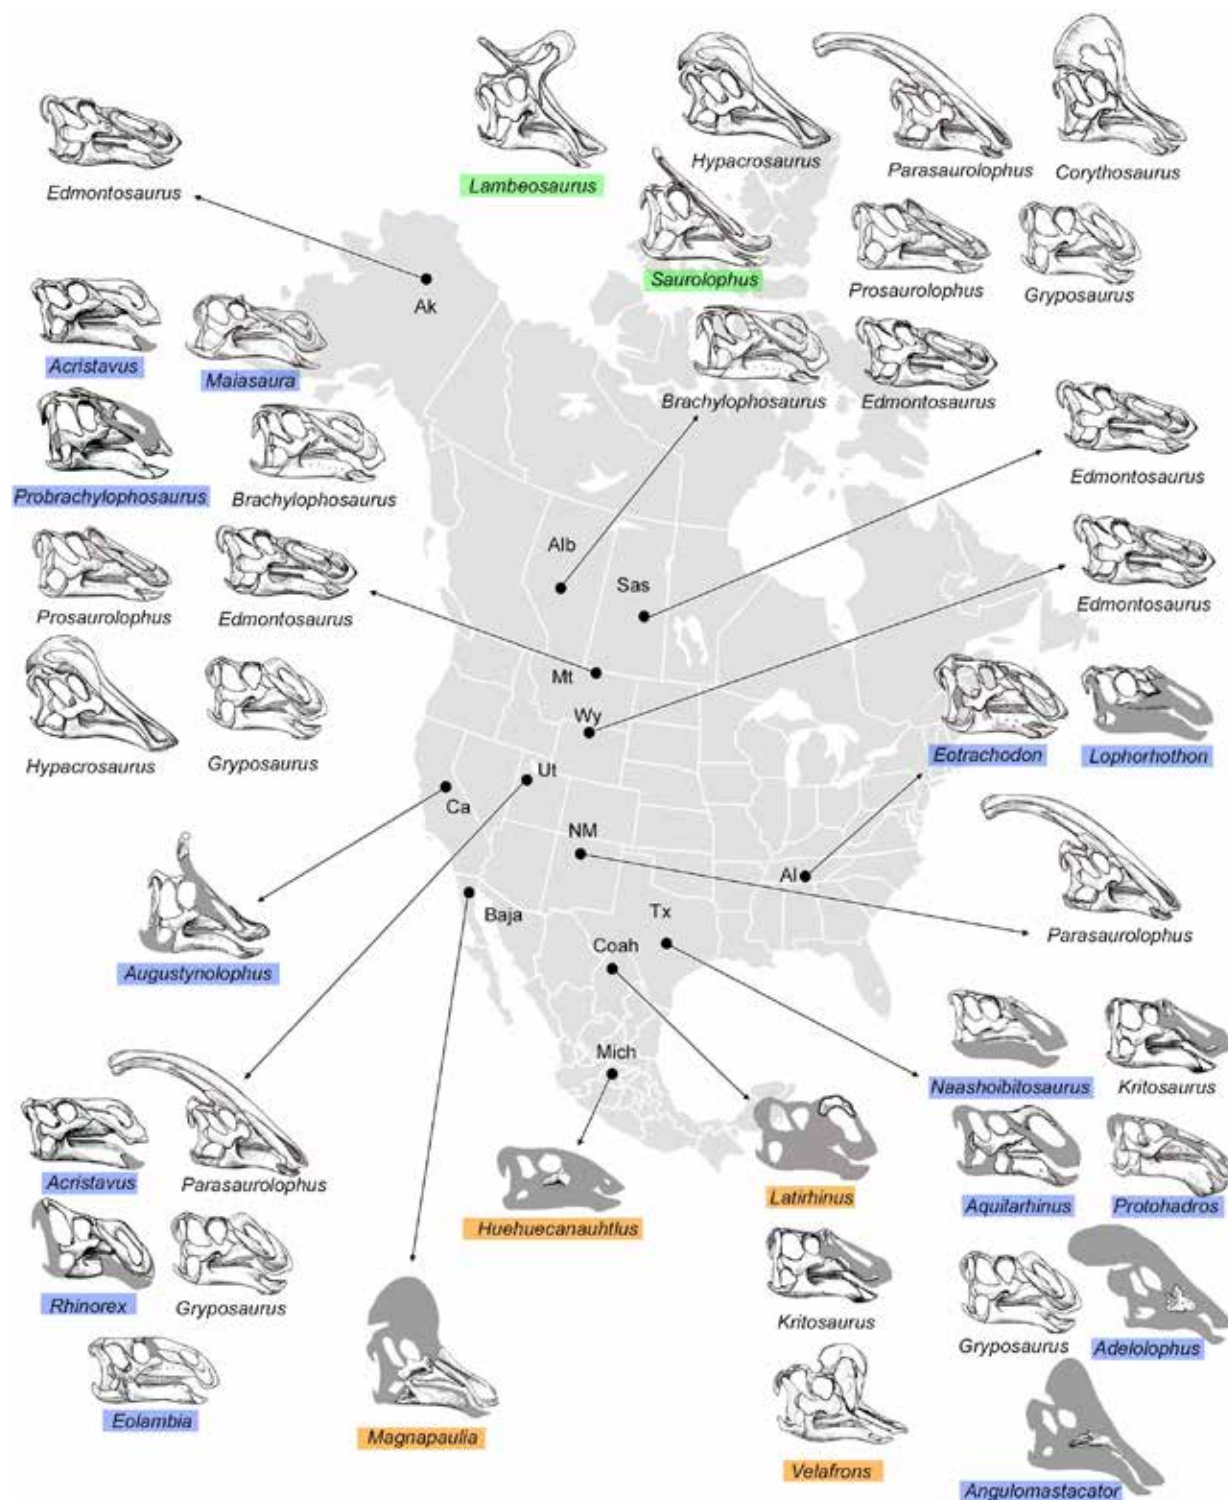 Lambeosaurus
Hypacrosaurus
Parasaurolophus
Corythosaurus
Edmontosaurus
Saurolophus
Prosaurolophus
Gryposaurus
Ak
Acristavus
Maiasaura
Brachylophosaurus
Edmontosaurus
Probrachylophosaurus
Brachylophosaurus
Edmontosaurus
Alb
Sas
Prosaurolophus
Edmontosaurus
Edmontosaurus
Mt
Wy
Hypacrosaurus
Gryposaurus
Eotrachodon
Lophorhothon
Ut
Ca
NM
Al
Baja
Tx
Parasaurolophus
Coah
Augustynolophus
Mich
Naashoibitosaurus
Kritosaurus
Acristavus
Parasaurolophus
Latirhinus
Aquilarhinus
Protohadros
Huehuecanauhtlus
Rhinorex
Gryposaurus
Kritosaurus
Gryposaurus
Adelolophus
Eolambia
Magnapaulia
Velafrons
Angulomastacator